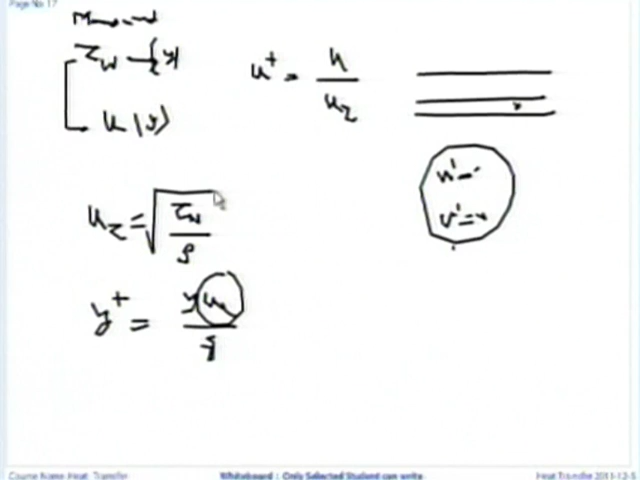 Page No 17
τw
u(y)
u⁺ = u / uτ
u' = -
v' = v
uτ = √(τw / ρ)
y⁺ = y uτ / ν
Course Name: Heat Transfer
Whiteboard : Only Selected Student can write
Heat Transfer 2011-12-5